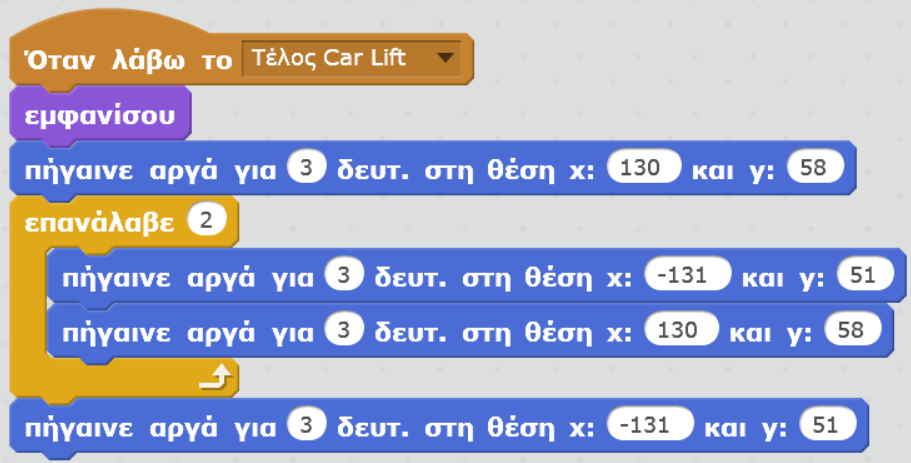 Όταν λάβω το Τέλος Car Lift
εμφανίσου
πήγαινε αργά για 3 δευτ. στη θέση x: 130 και y: 58
επανάλαβε 2
πήγαινε αργά για 3 δευτ. στη θέση x: -131 και y: 51
πήγαινε αργά για 3 δευτ. στη θέση x: 130 και y: 58
πήγαινε αργά για 3 δευτ. στη θέση x: -131 και y: 51